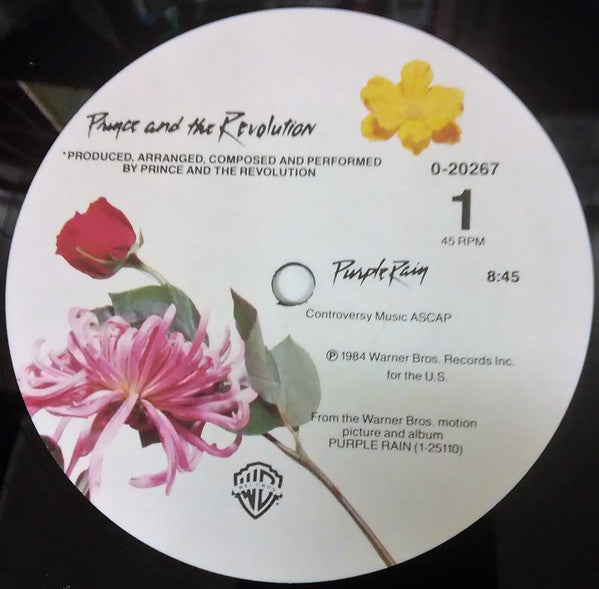 Prince and the Revolution
*PRODUCED, ARRANGED, COMPOSED AND PERFORMED
BY PRINCE AND THE REVOLUTION
0-20267
1
45 RPM
Purple Rain 8:45
Controversy Music ASCAP
℗ 1984 Warner Bros. Records Inc.
for the U.S.
From the Warner Bros. motion
picture and album
PURPLE RAIN (1-25110)
WB
RECORDS